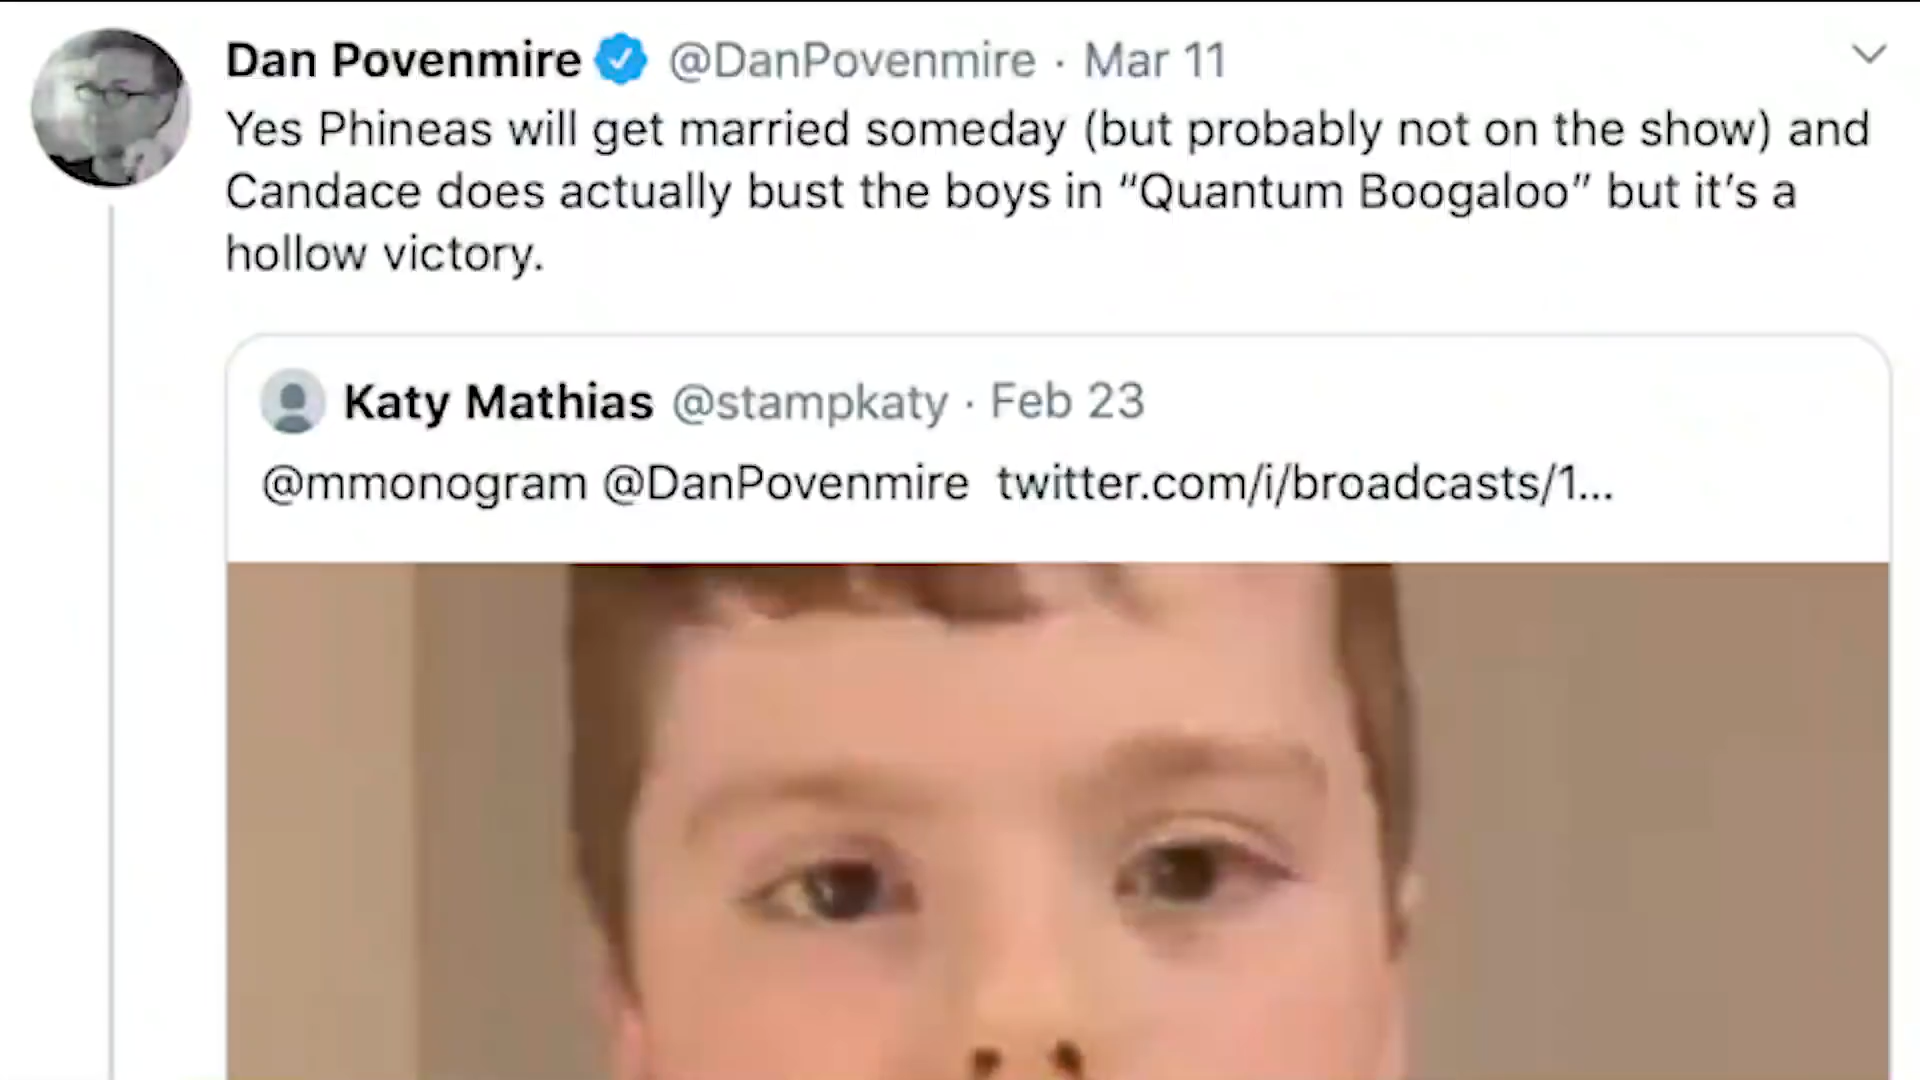 Dan Povenmire @DanPovenmire · Mar 11
Yes Phineas will get married someday (but probably not on the show) and
Candace does actually bust the boys in “Quantum Boogaloo” but it’s a
hollow victory.
Katy Mathias @stampkaty · Feb 23
@mmonogram @DanPovenmire twitter.com/i/broadcasts/1...